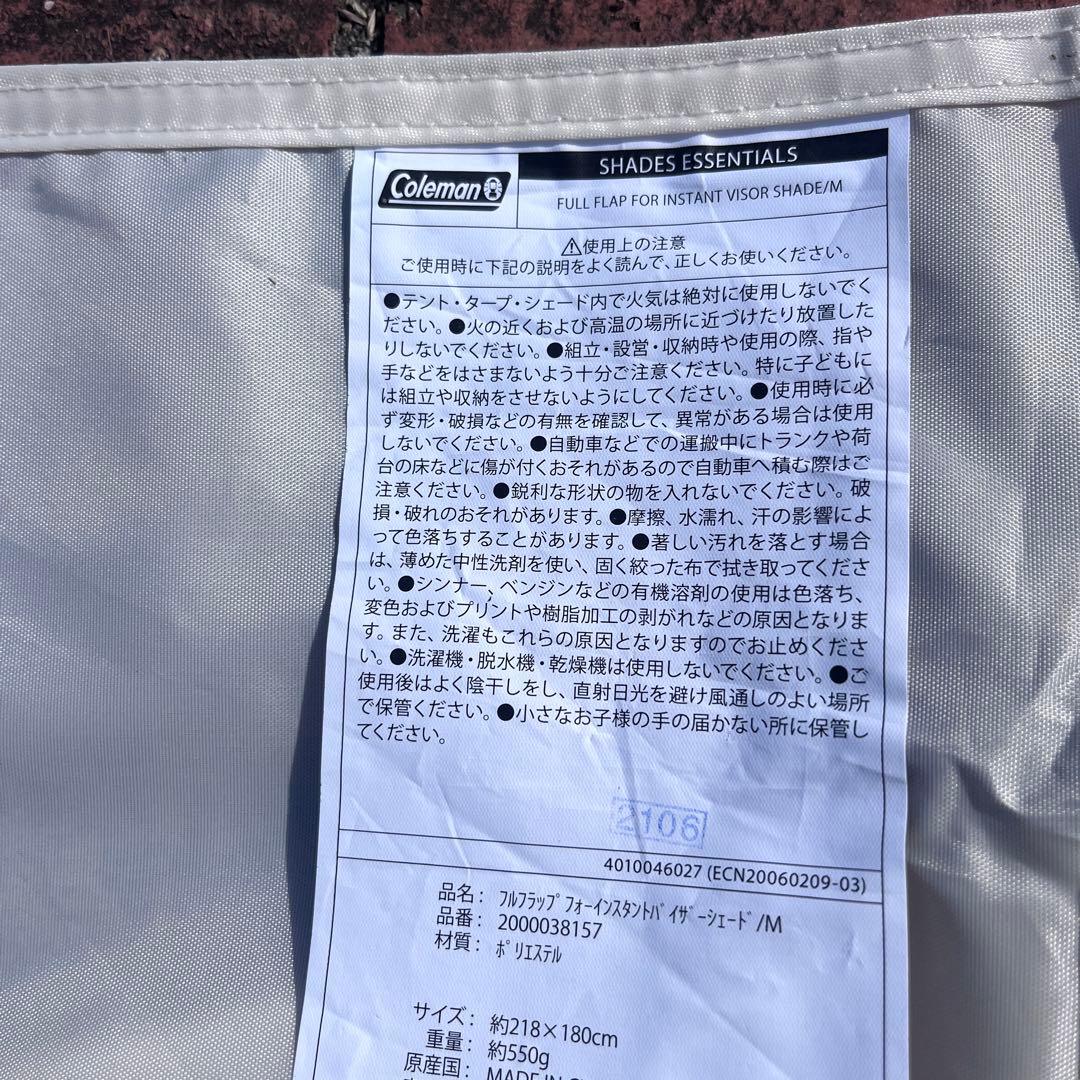 Coleman
SHADES ESSENTIALS
FULL FLAP FOR INSTANT VISOR SHADE/M
⚠使用上の注意
ご使用時に下記の説明をよく読んで、正しくお使いください。
●テント・タープ・シェード内で火気は絶対に使用しないでく
ださい。●火の近くおよび高温の場所に近づけたり放置した
りしないでください。●組立・設営・収納時や使用の際、指や
手などをはさまないよう十分ご注意ください。特に子どもに
は組立や収納をさせないようにしてください。●使用時に必
ず変形・破損などの有無を確認して、異常がある場合は使用
しないでください。●自動車などでの運搬中にトランクや荷
台の床などに傷が付くおそれがあるので自動車へ積む際はご
注意ください。●鋭利な形状の物を入れないでください。破
損・破れのおそれがあります。●摩擦、水濡れ、汗の影響によ
って色落ちすることがあります。●著しい汚れを落とす場合
は、薄めた中性洗剤を使い、固く絞った布で拭き取ってくださ
い。●シンナー、ベンジンなどの有機溶剤の使用は色落ち、
変色およびプリントや樹脂加工の剥がれなどの原因となりま
す。また、洗濯もこれらの原因となりますのでお止めくださ
い。●洗濯機・脱水機・乾燥機は使用しないでください。●ご
使用後はよく陰干しをし、直射日光を避け風通しのよい場所
で保管ください。●小さなお子様の手の届かない所に保管し
てください。
2106
4010046027 (ECN20060209-03)
品名： ﾌﾙﾌﾗｯﾌﾟﾌｫｰｲﾝｽﾀﾝﾄﾊﾞｲｻﾞｰｼｪｰﾄﾞ/M
品番： 2000038157
材質： ﾎﾟﾘｴｽﾃﾙ
サイズ： 約218×180cm
重量： 約550g
原産国： MADE IN